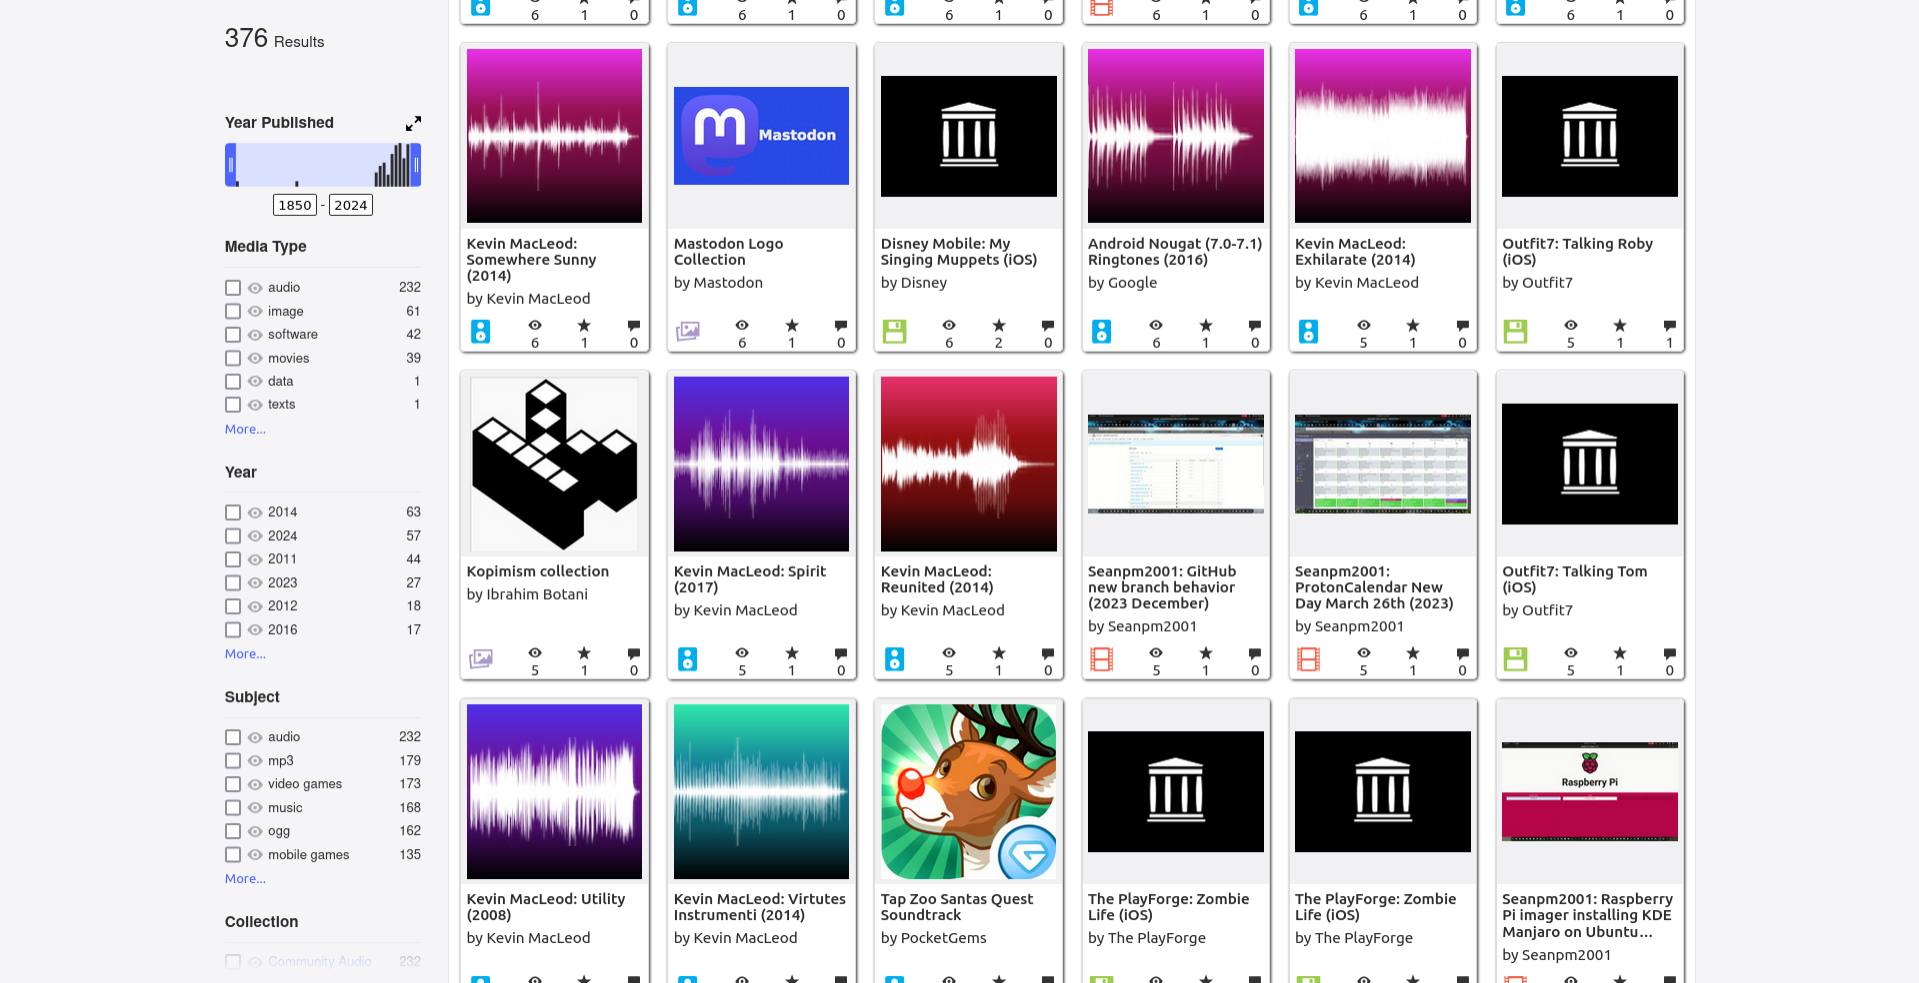 376 Results
Year Published
1850 - 2024
Media Type
audio 232
image 61
software 42
movies 39
data 1
texts 1
More...
Year
2014 63
2024 57
2011 44
2023 27
2012 18
2016 17
More...
Subject
audio 232
mp3 179
video games 173
music 168
ogg 162
mobile games 135
More...
Collection
Community Audio 232
6 1 0
6 1 0
6 1 0
6 1 0
6 1 0
6 1 0
Kevin MacLeod:
Somewhere Sunny
(2014)
by Kevin MacLeod
6 1 0
Mastodon
Mastodon Logo
Collection
by Mastodon
6 1 0
Disney Mobile: My
Singing Muppets (iOS)
by Disney
6 2 0
Android Nougat (7.0-7.1)
Ringtones (2016)
by Google
6 1 0
Kevin MacLeod:
Exhilarate (2014)
by Kevin MacLeod
5 1 0
Outfit7: Talking Roby
(iOS)
by Outfit7
5 1 1
Kopimism collection
by Ibrahim Botani
5 1 0
Kevin MacLeod: Spirit
(2017)
by Kevin MacLeod
5 1 0
Kevin MacLeod:
Reunited (2014)
by Kevin MacLeod
5 1 0
Seanpm2001: GitHub
new branch behavior
(2023 December)
by Seanpm2001
5 1 0
Seanpm2001:
ProtonCalendar New
Day March 26th (2023)
by Seanpm2001
5 1 0
Outfit7: Talking Tom
(iOS)
by Outfit7
5 1 0
Kevin MacLeod: Utility
(2008)
by Kevin MacLeod
Kevin MacLeod: Virtutes
Instrumenti (2014)
by Kevin MacLeod
Tap Zoo Santas Quest
Soundtrack
by PocketGems
The PlayForge: Zombie
Life (iOS)
by The PlayForge
The PlayForge: Zombie
Life (iOS)
by The PlayForge
Raspberry Pi
Seanpm2001: Raspberry
Pi imager installing KDE
Manjaro on Ubuntu...
by Seanpm2001